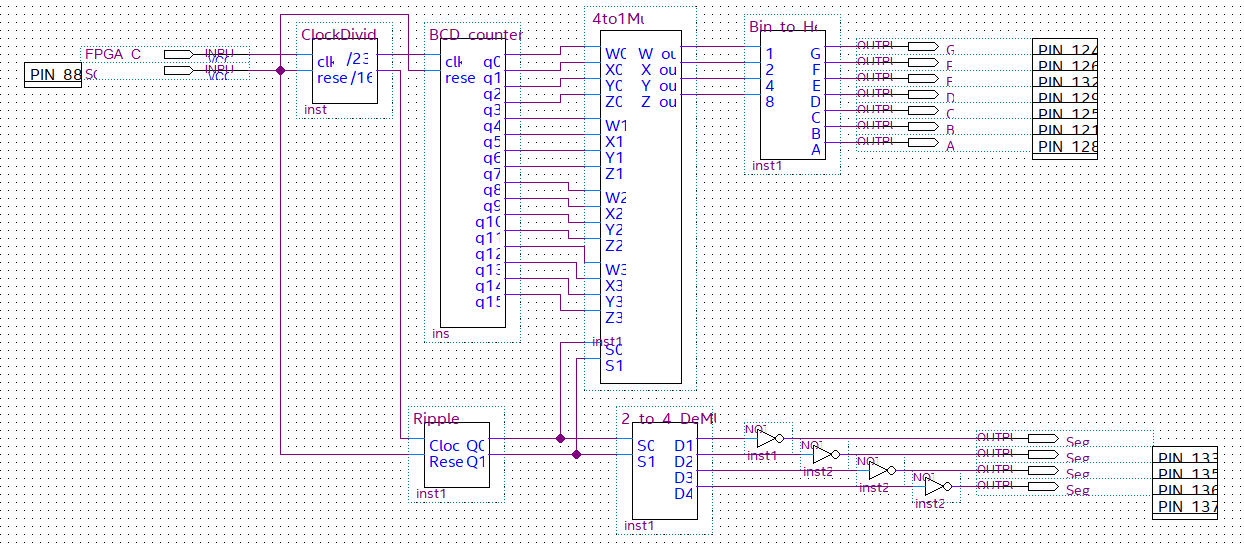 FPGA_C
PIN_88
INPU
VCC
INPU
VCC
ClockDivid
clk
/23
rese
/16
inst
BCD_counter
clk
rese
q0
q1
q2
q3
q4
q5
q6
q7
q8
q9
q10
q11
q12
q13
q14
q15
ins
4to1Mu
W0
X0
Y0
Z0
W1
X1
Y1
Z1
W2
X2
Y2
Z2
W3
X3
Y3
Z3
S0
S1
W_ou
X_ou
Y_ou
Z_ou
inst1
Bin_to_He
1
2
4
8
G
F
E
D
C
B
A
inst1
OUTPU
G
OUTPU
F
OUTPU
E
OUTPU
D
OUTPU
C
OUTPU
B
OUTPU
A
PIN_124
PIN_126
PIN_132
PIN_129
PIN_125
PIN_121
PIN_128
Ripple
Cloc
Q0
Rese
Q1
inst1
2_to_4_DeMU
S0
S1
D1
D2
D3
D4
inst1
NOT
inst1
NOT
inst2
NOT
inst2
NOT
inst2
OUTPU
Seg
OUTPU
Seg
OUTPU
Seg
OUTPU
Seg
PIN_133
PIN_135
PIN_136
PIN_137